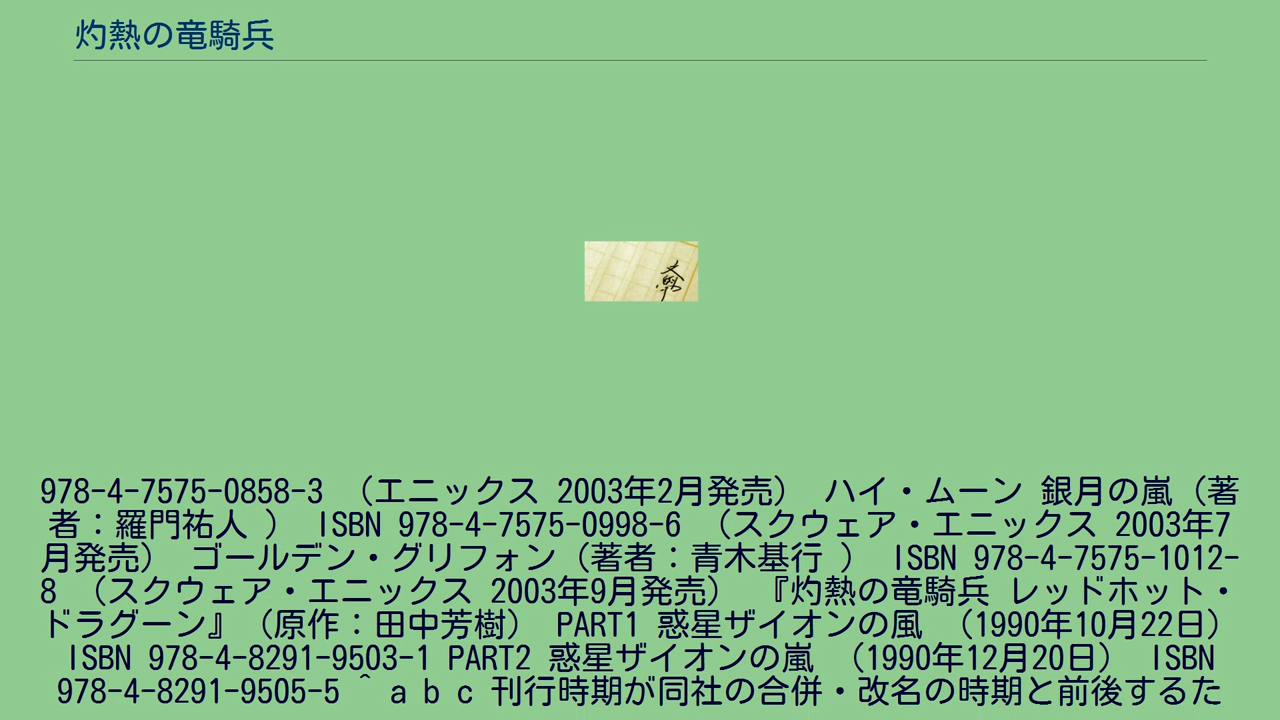 灼熱の竜騎兵
978-4-7575-0858-3 （エニックス 2003年2月発売） ハイ・ムーン 銀月の嵐（著
者：羅門祐人 ） ISBN 978-4-7575-0998-6 （スクウェア・エニックス 2003年7
月発売） ゴールデン・グリフォン（著者：青木基行 ） ISBN 978-4-7575-1012-
8 （スクウェア・エニックス 2003年9月発売） 『灼熱の竜騎兵 レッドホット・
ドラグーン』（原作：田中芳樹） PART1 惑星ザイオンの風 （1990年10月22日）
ISBN 978-4-8291-9503-1 PART2 惑星ザイオンの嵐 （1990年12月20日） ISBN
978-4-8291-9505-5 ^ a b c 刊行時期が同社の合併・改名の時期と前後するた